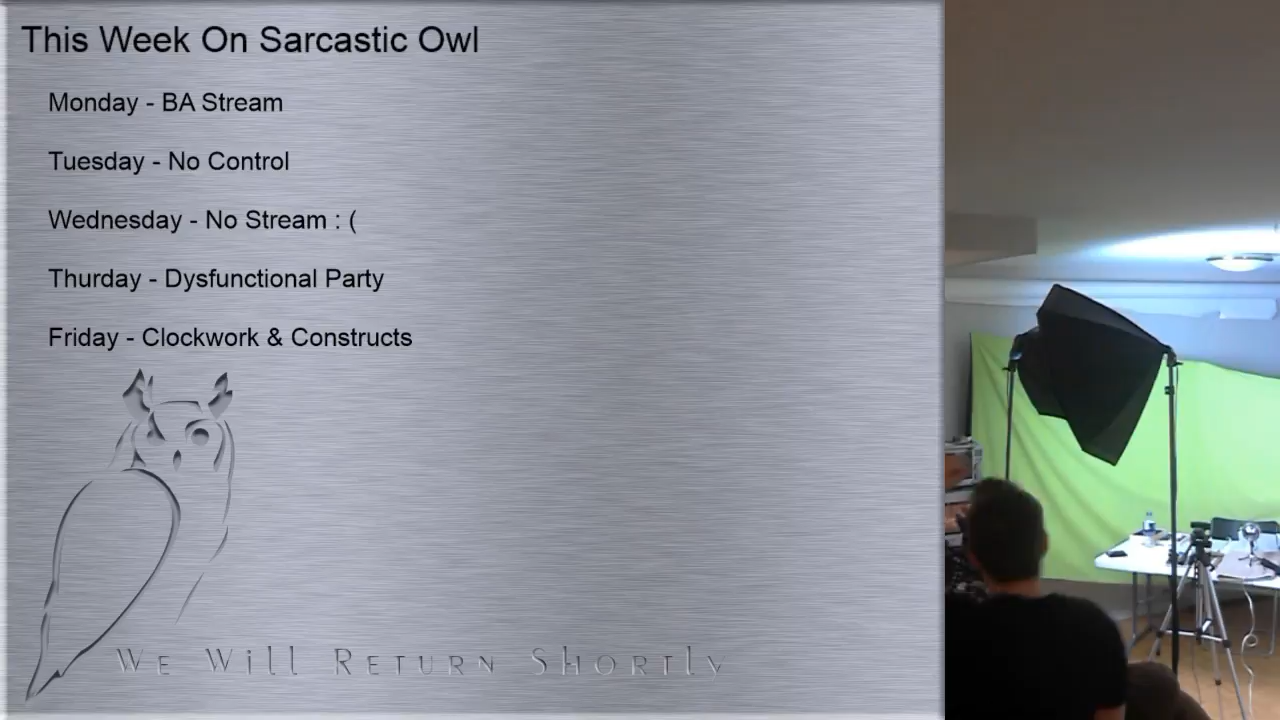 This Week On Sarcastic Owl
Monday - BA Stream
Tuesday - No Control
Wednesday - No Stream : (
Thurday - Dysfunctional Party
Friday - Clockwork & Constructs
We Will Return Shortly